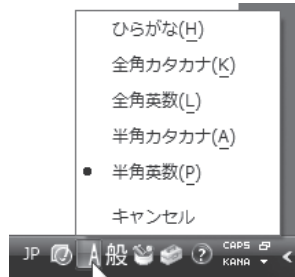 ひらがな(H)
全角カタカナ(K)
全角英数(L)
半角カタカナ(A)
半角英数(P)
キャンセル
JP A 般 ? CAPS KANA